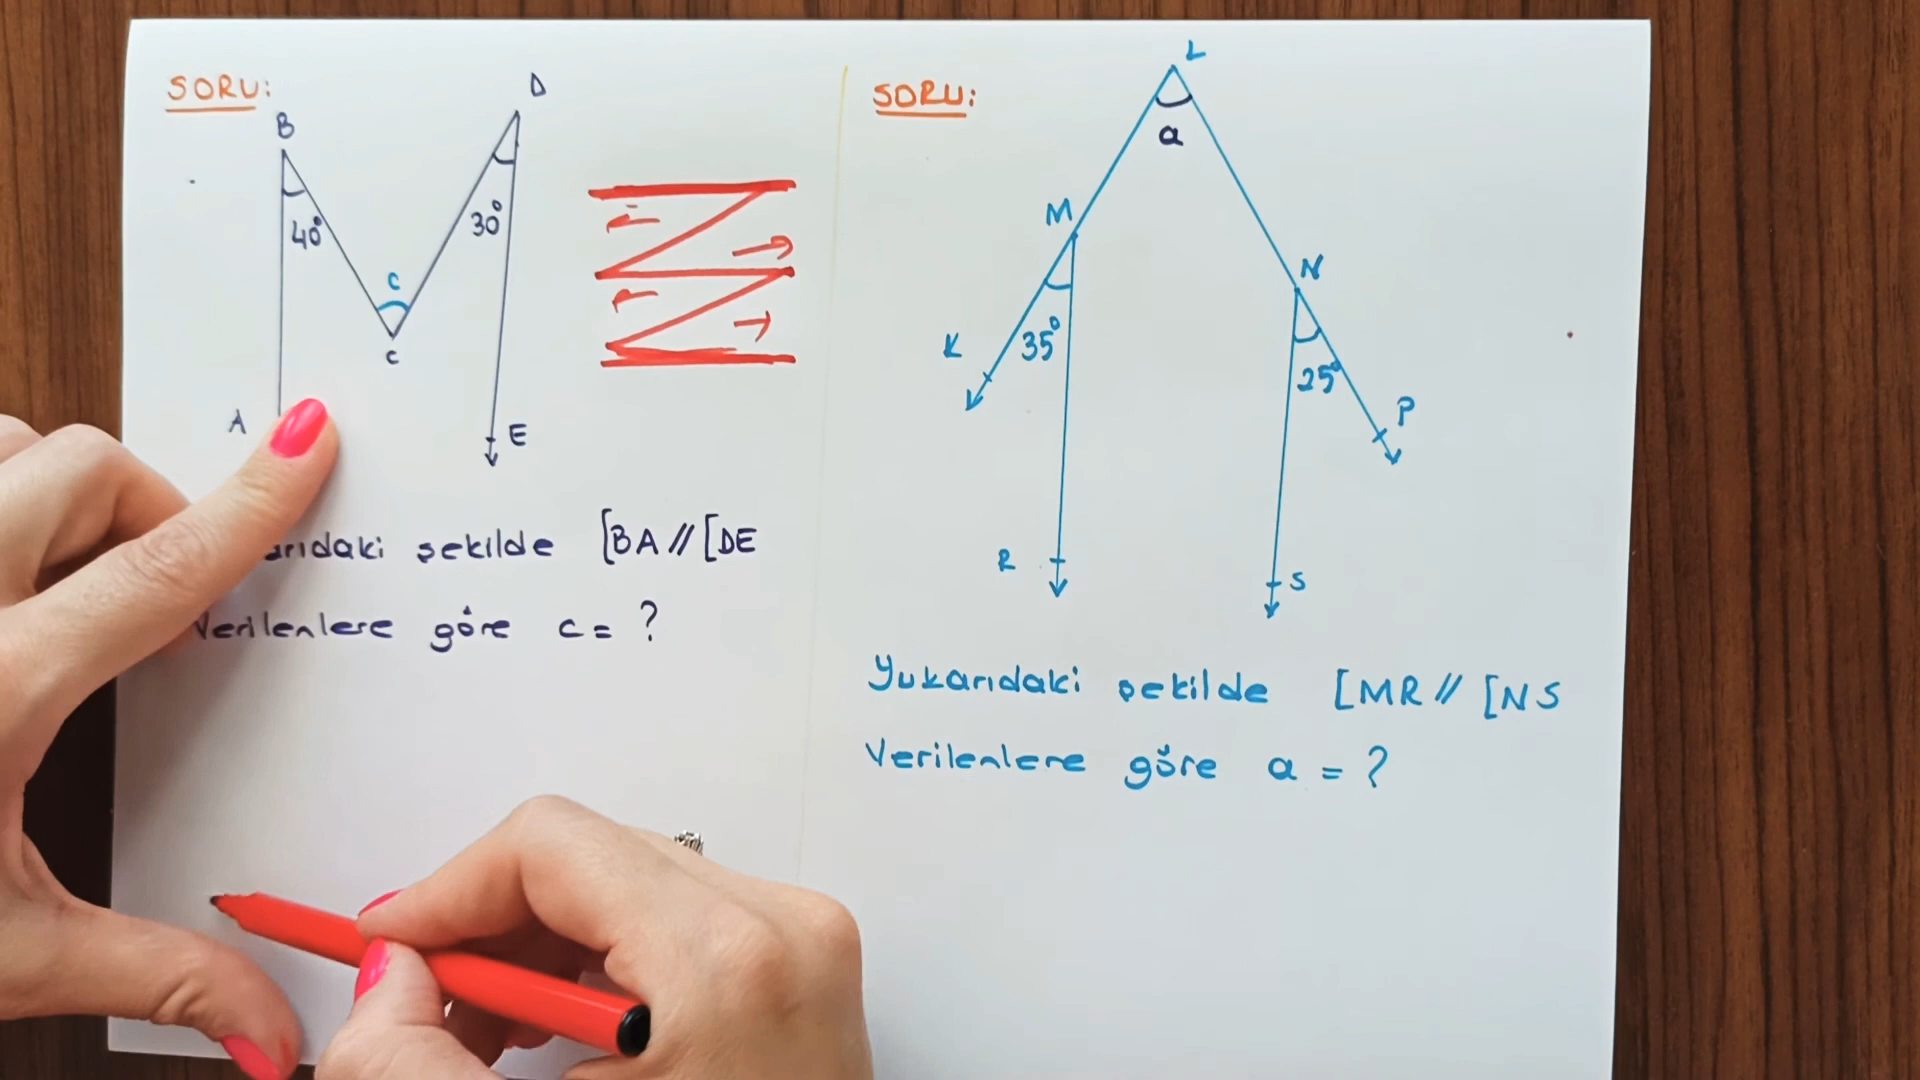 SORU:
B
D
40°
30°
c
c
A
E
şekilde [BA // [DE
Verilenlere göre c = ?
SORU:
L
a
M
N
K
35°
25°
P
R
S
Yukarıdaki şekilde [MR // [NS
Verilenlere göre a = ?